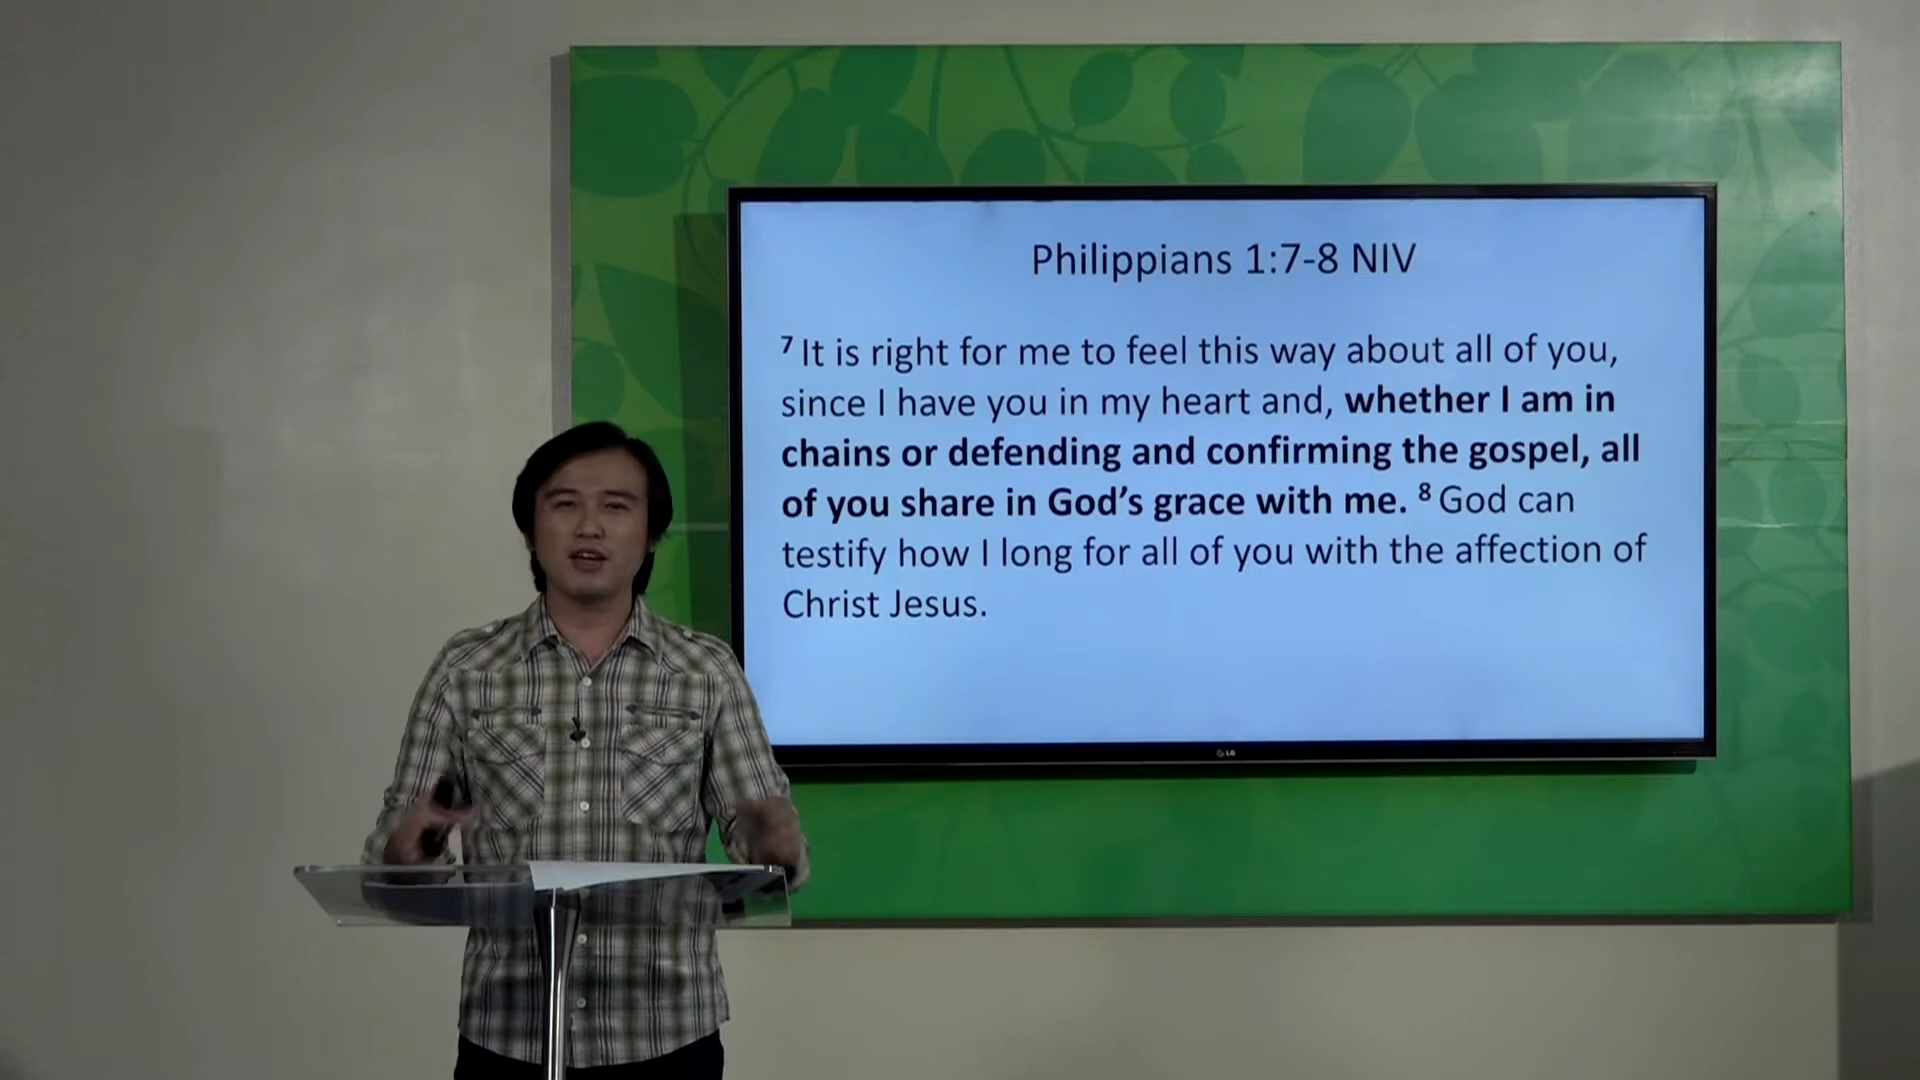 Philippians 1:7-8 NIV
⁷ It is right for me to feel this way about all of you,
since I have you in my heart and, whether I am in
chains or defending and confirming the gospel, all
of you share in God’s grace with me. ⁸ God can
testify how I long for all of you with the affection of
Christ Jesus.
LG